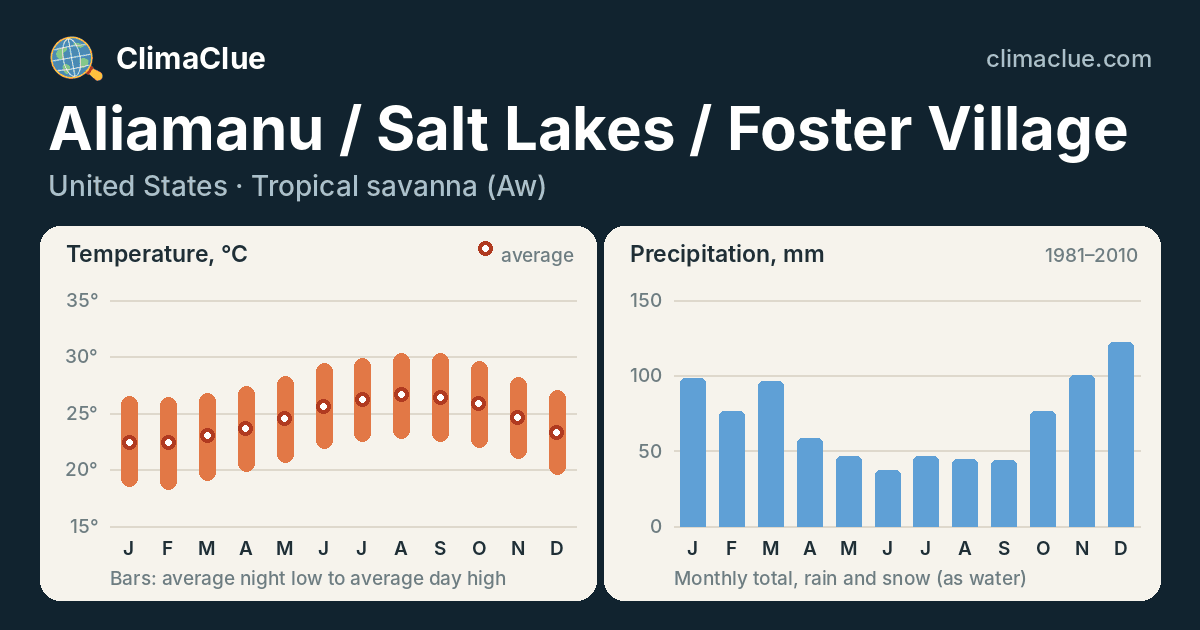 ClimaClue
climaclue.com
Aliamanu / Salt Lakes / Foster Village
United States · Tropical savanna (Aw)
Temperature, °C
average
35°
30°
25°
20°
15°
J F M A M J J A S O N D
Bars: average night low to average day high
Precipitation, mm
1981–2010
150
100
50
0
J F M A M J J A S O N D
Monthly total, rain and snow (as water)